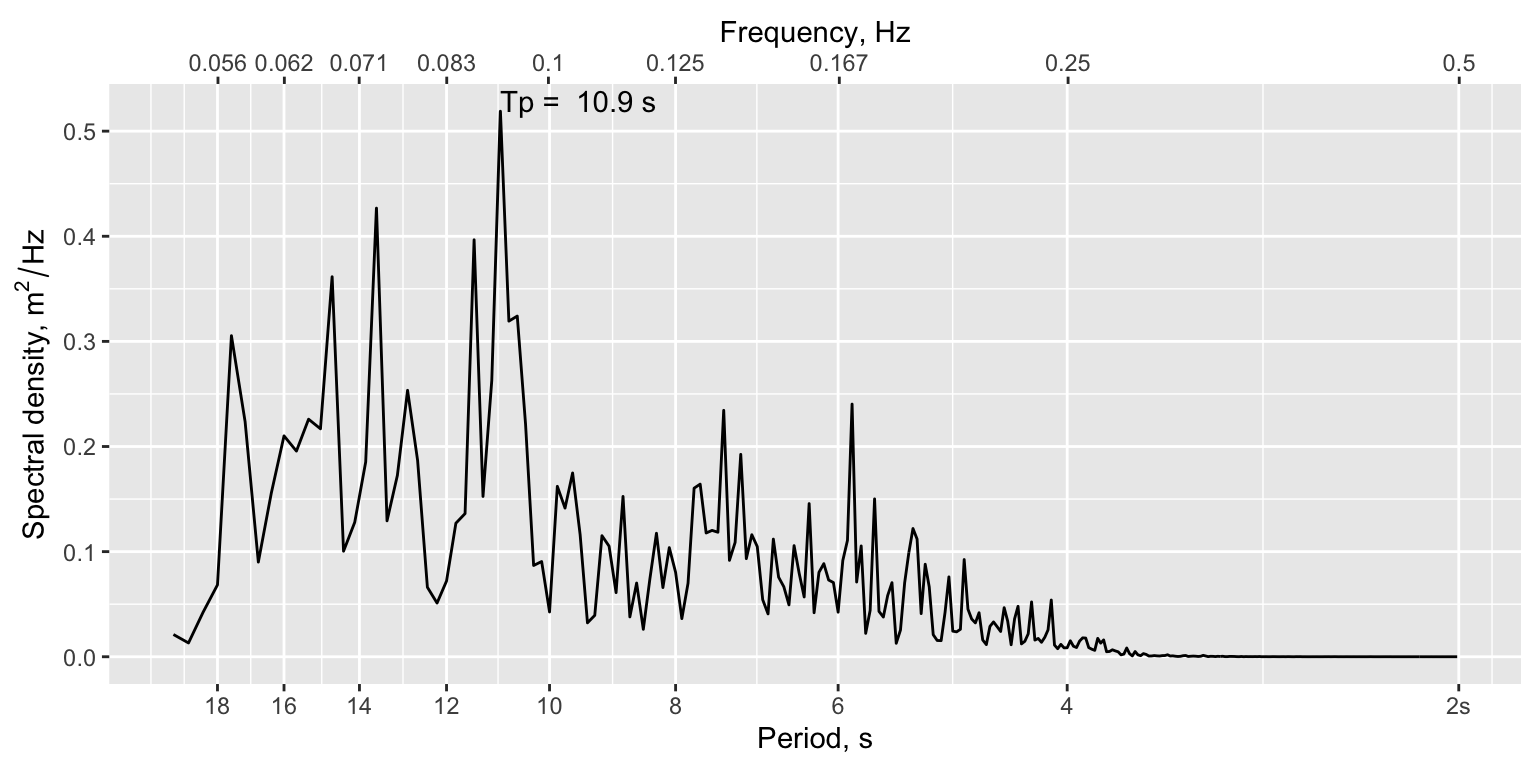 Frequency, Hz
0.056 0.062 0.071 0.083 0.1 0.125 0.167 0.25 0.5
Tp =  10.9 s
0.5
0.4
0.3
0.2
0.1
0.0
Spectral density, m²/Hz
18 16 14 12 10 8 6 4 2s
Period, s